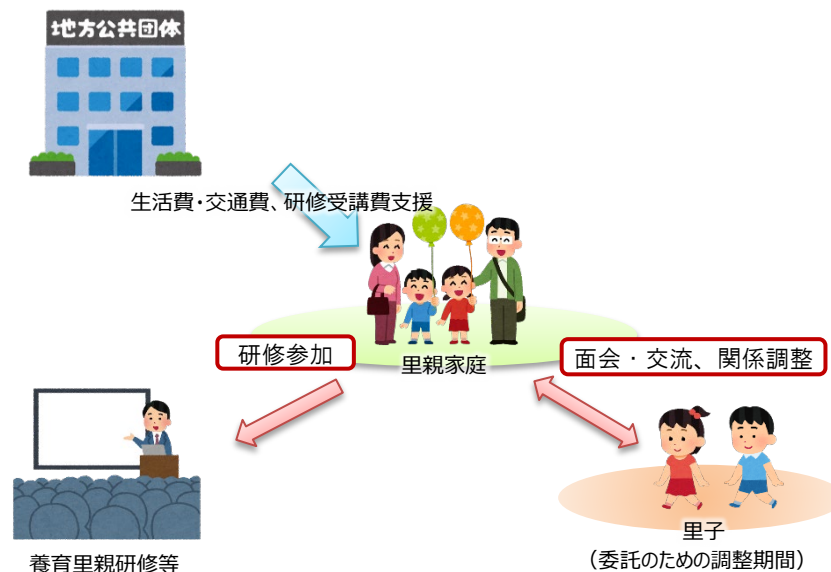 地方公共団体
生活費・交通費、研修受講費支援
研修参加
里親家庭
面会・交流、関係調整
養育里親研修等
里子
（委託のための調整期間）